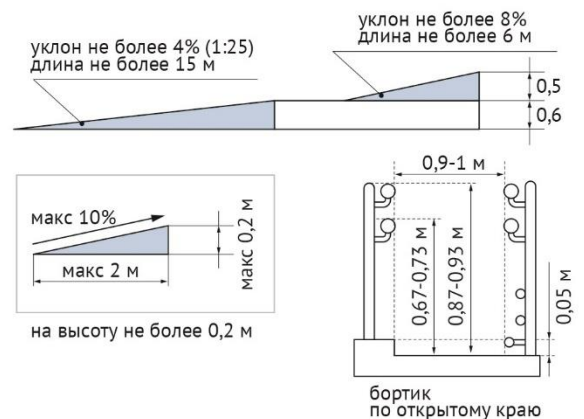 уклон не более 4% (1:25)
длина не более 15 м
уклон не более 8%
длина не более 6 м
0,5
0,6
макс 10%
макс 0,2 м
макс 2 м
на высоту не более 0,2 м
0,9-1 м
0,67-0,73 м
0,87-0,93 м
0,05 м
бортик
по открытому краю